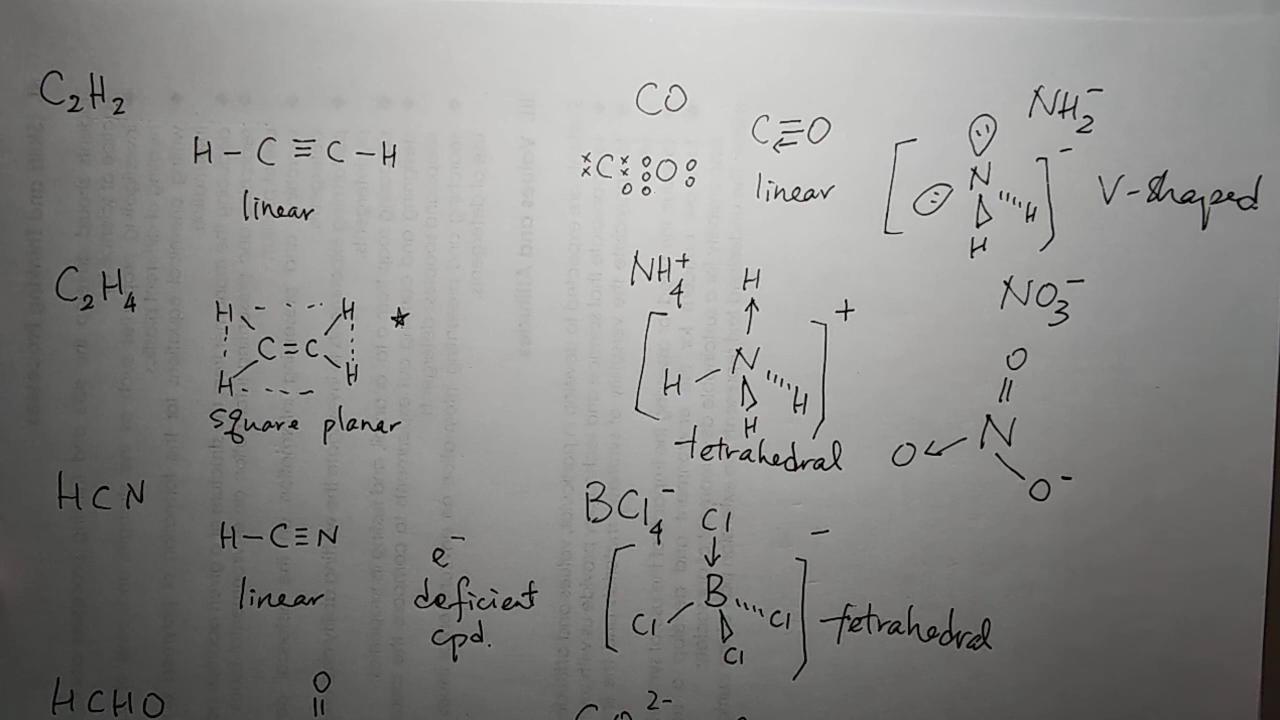 C₂H₂
H - C ≡ C - H
linear
C₂H₄
H H
C = C
H H
square planar
HCN
H - C ≡ N
linear
e⁻
deficient
cpd.
HCHO
O
CO
C O
C ≡ O
linear
NH₄⁺
H
H N H
H
+
tetrahedral
BCl₄⁻
Cl
Cl B Cl
Cl
−
tetrahedral
2-
NH₂⁻
N
H
H
−
V-shaped
NO₃⁻
O
N
O
O⁻